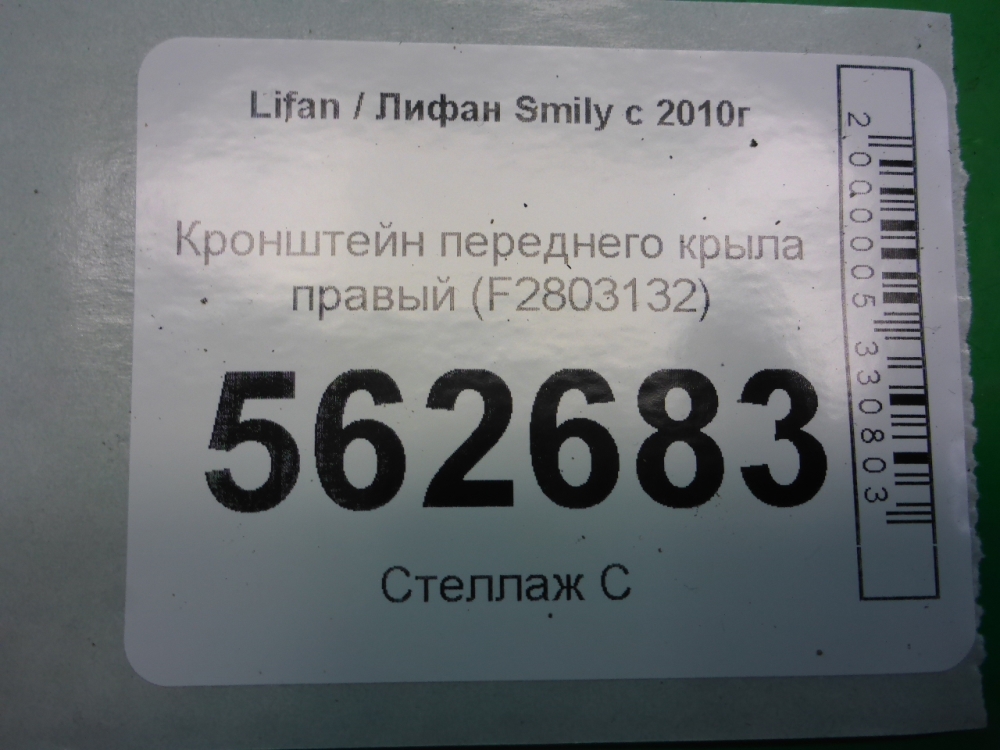 Lifan / Лифан Smily с 2010г
Кронштейн переднего крыла
правый (F2803132)
562683
Стеллаж С
2000005330803